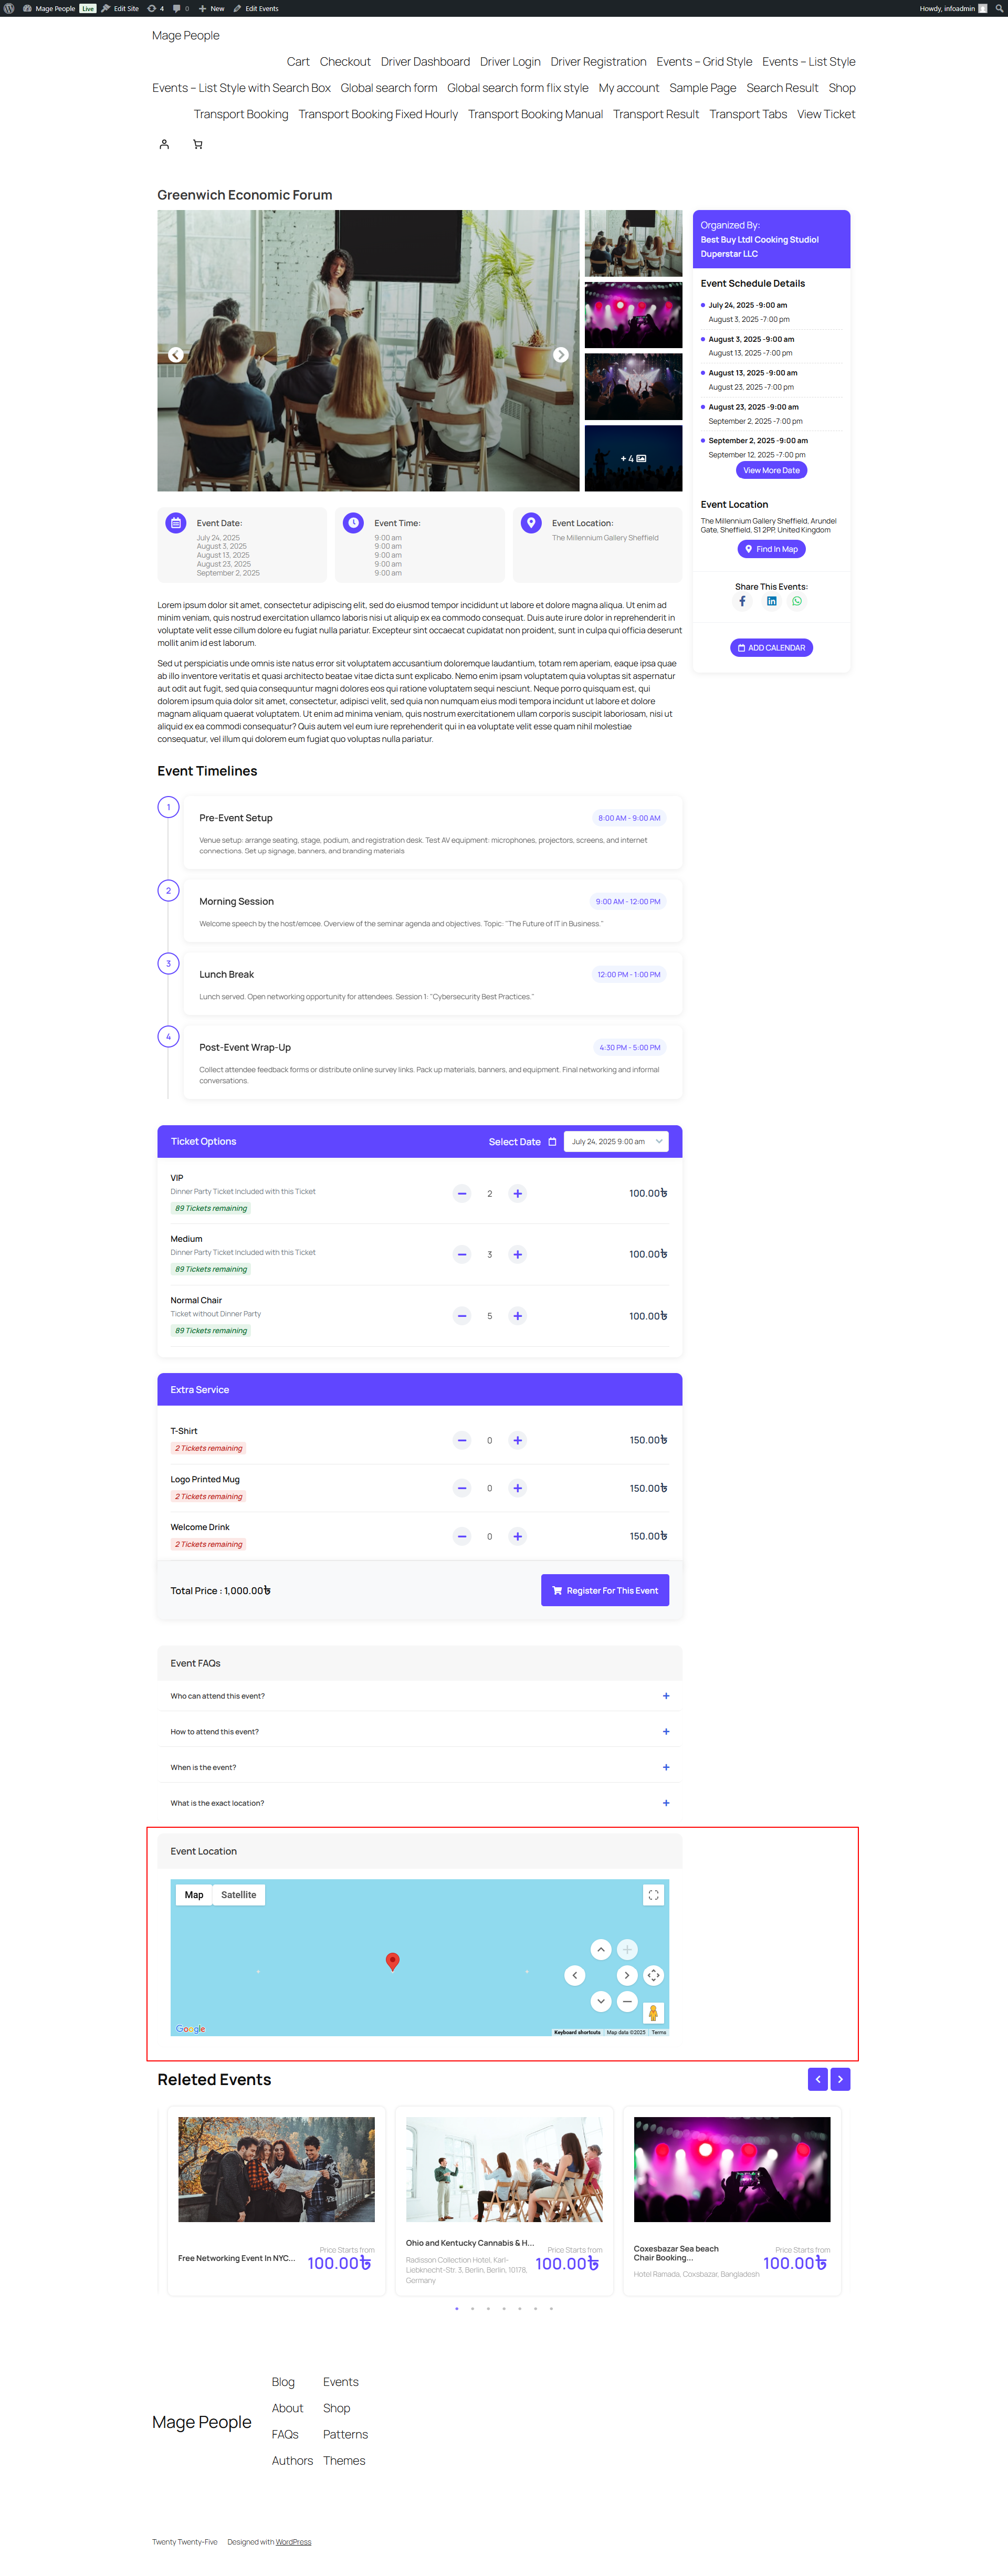 Mage People Live Edit Site 4 0 New Edit Events Howdy, infoadmin
Mage People
Cart Checkout Driver Dashboard Driver Login Driver Registration Events – Grid Style Events – List Style
Events – List Style with Search Box Global search form Global search form flix style My account Sample Page Search Result Shop
Transport Booking Transport Booking Fixed Hourly Transport Booking Manual Transport Result Transport Tabs View Ticket
Greenwich Economic Forum
+ 4
Organized By:
Best Buy Ltd| Cooking Studio|
Duperstar LLC
Event Schedule Details
July 24, 2025 -9:00 am
August 3, 2025 -7:00 pm
August 3, 2025 -9:00 am
August 13, 2025 -7:00 pm
August 13, 2025 -9:00 am
August 23, 2025 -7:00 pm
August 23, 2025 -9:00 am
September 2, 2025 -7:00 pm
September 2, 2025 -9:00 am
September 12, 2025 -7:00 pm
View More Date
Event Location
The Millennium Gallery Sheffield, Arundel
Gate, Sheffield, S1 2PP, United Kingdom
Find In Map
Share This Events:
ADD CALENDAR
Event Date:
July 24, 2025
August 3, 2025
August 13, 2025
August 23, 2025
September 2, 2025
Event Time:
9:00 am
9:00 am
9:00 am
9:00 am
9:00 am
Event Location:
The Millennium Gallery Sheffield
Lorem ipsum dolor sit amet, consectetur adipiscing elit, sed do eiusmod tempor incididunt ut labore et dolore magna aliqua. Ut enim ad
minim veniam, quis nostrud exercitation ullamco laboris nisi ut aliquip ex ea commodo consequat. Duis aute irure dolor in reprehenderit in
voluptate velit esse cillum dolore eu fugiat nulla pariatur. Excepteur sint occaecat cupidatat non proident, sunt in culpa qui officia deserunt
mollit anim id est laborum.
Sed ut perspiciatis unde omnis iste natus error sit voluptatem accusantium doloremque laudantium, totam rem aperiam, eaque ipsa quae
ab illo inventore veritatis et quasi architecto beatae vitae dicta sunt explicabo. Nemo enim ipsam voluptatem quia voluptas sit aspernatur
aut odit aut fugit, sed quia consequuntur magni dolores eos qui ratione voluptatem sequi nesciunt. Neque porro quisquam est, qui
dolorem ipsum quia dolor sit amet, consectetur, adipisci velit, sed quia non numquam eius modi tempora incidunt ut labore et dolore
magnam aliquam quaerat voluptatem. Ut enim ad minima veniam, quis nostrum exercitationem ullam corporis suscipit laboriosam, nisi ut
aliquid ex ea commodi consequatur? Quis autem vel eum iure reprehenderit qui in ea voluptate velit esse quam nihil molestiae
consequatur, vel illum qui dolorem eum fugiat quo voluptas nulla pariatur.
Event Timelines
1
Pre-Event Setup 8:00 AM - 9:00 AM
Venue setup: arrange seating, stage, podium, and registration desk. Test AV equipment: microphones, projectors, screens, and internet
connections. Set up signage, banners, and branding materials
2
Morning Session 9:00 AM - 12:00 PM
Welcome speech by the host/emcee. Overview of the seminar agenda and objectives. Topic: "The Future of IT in Business."
3
Lunch Break 12:00 PM - 1:00 PM
Lunch served. Open networking opportunity for attendees. Session 1: "Cybersecurity Best Practices."
4
Post-Event Wrap-Up 4:30 PM - 5:00 PM
Collect attendee feedback forms or distribute online survey links. Pack up materials, banners, and equipment. Final networking and informal
conversations.
Ticket Options Select Date July 24, 2025 9:00 am
VIP
Dinner Party Ticket Included with this Ticket
89 Tickets remaining
2 100.00৳
Medium
Dinner Party Ticket Included with this Ticket
89 Tickets remaining
3 100.00৳
Normal Chair
Ticket without Dinner Party
89 Tickets remaining
5 100.00৳
Extra Service
T-Shirt
2 Tickets remaining
0 150.00৳
Logo Printed Mug
2 Tickets remaining
0 150.00৳
Welcome Drink
2 Tickets remaining
0 150.00৳
Total Price : 1,000.00৳ Register For This Event
Event FAQs
Who can attend this event? +
How to attend this event? +
When is the event? +
What is the exact location? +
Event Location
Map Satellite
Google Keyboard shortcuts Map data ©2025 Terms
Releted Events
Free Networking Event In NYC...
Price Starts from
100.00৳
Ohio and Kentucky Cannabis & H...
Radisson Collection Hotel, Karl-
Liebknecht-Str. 3, Berlin, Berlin, 10178,
Germany
Price Starts from
100.00৳
Coxesbazar Sea beach
Chair Booking...
Hotel Ramada, Coxsbazar, Bangladesh
Price Starts from
100.00৳
Mage People
Blog Events
About Shop
FAQs Patterns
Authors Themes
Twenty Twenty-Five Designed with WordPress